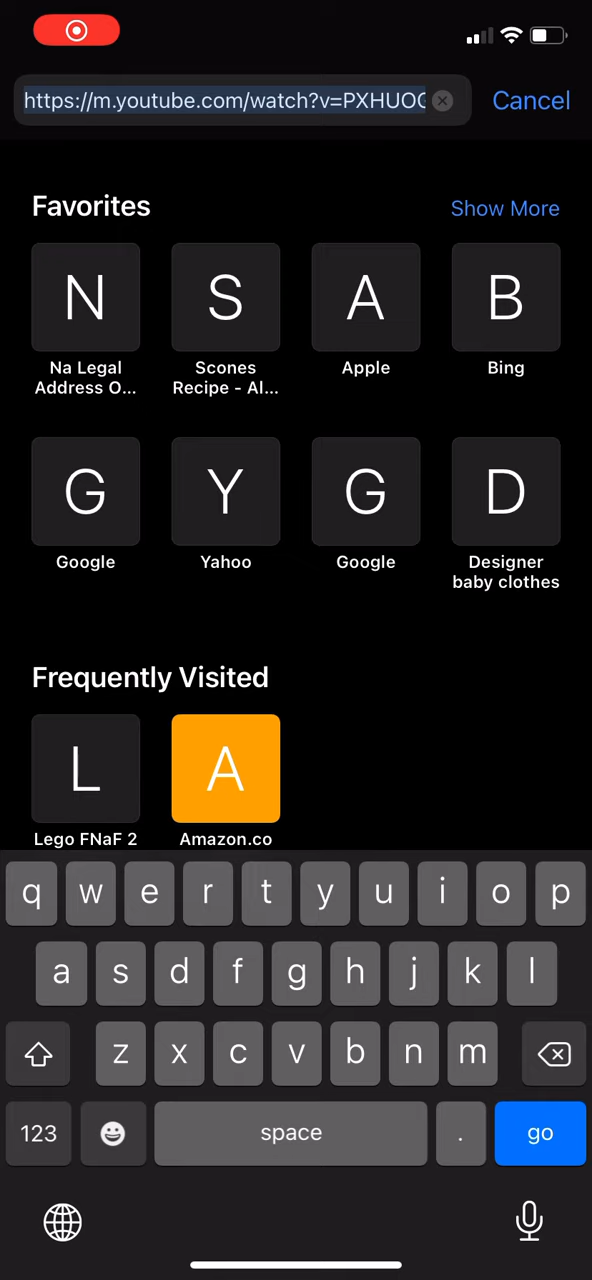 https://m.youtube.com/watch?v=PXHUOG
Cancel
Favorites
Show More
N
S
A
B
Na Legal
Address O...
Scones
Recipe - Al...
Apple
Bing
G
Y
G
D
Google
Yahoo
Google
Designer
baby clothes
Frequently Visited
L
A
Lego FNaF 2
Amazon.co
q w e r t y u i o p
a s d f g h j k l
z x c v b n m
123
space
.
go